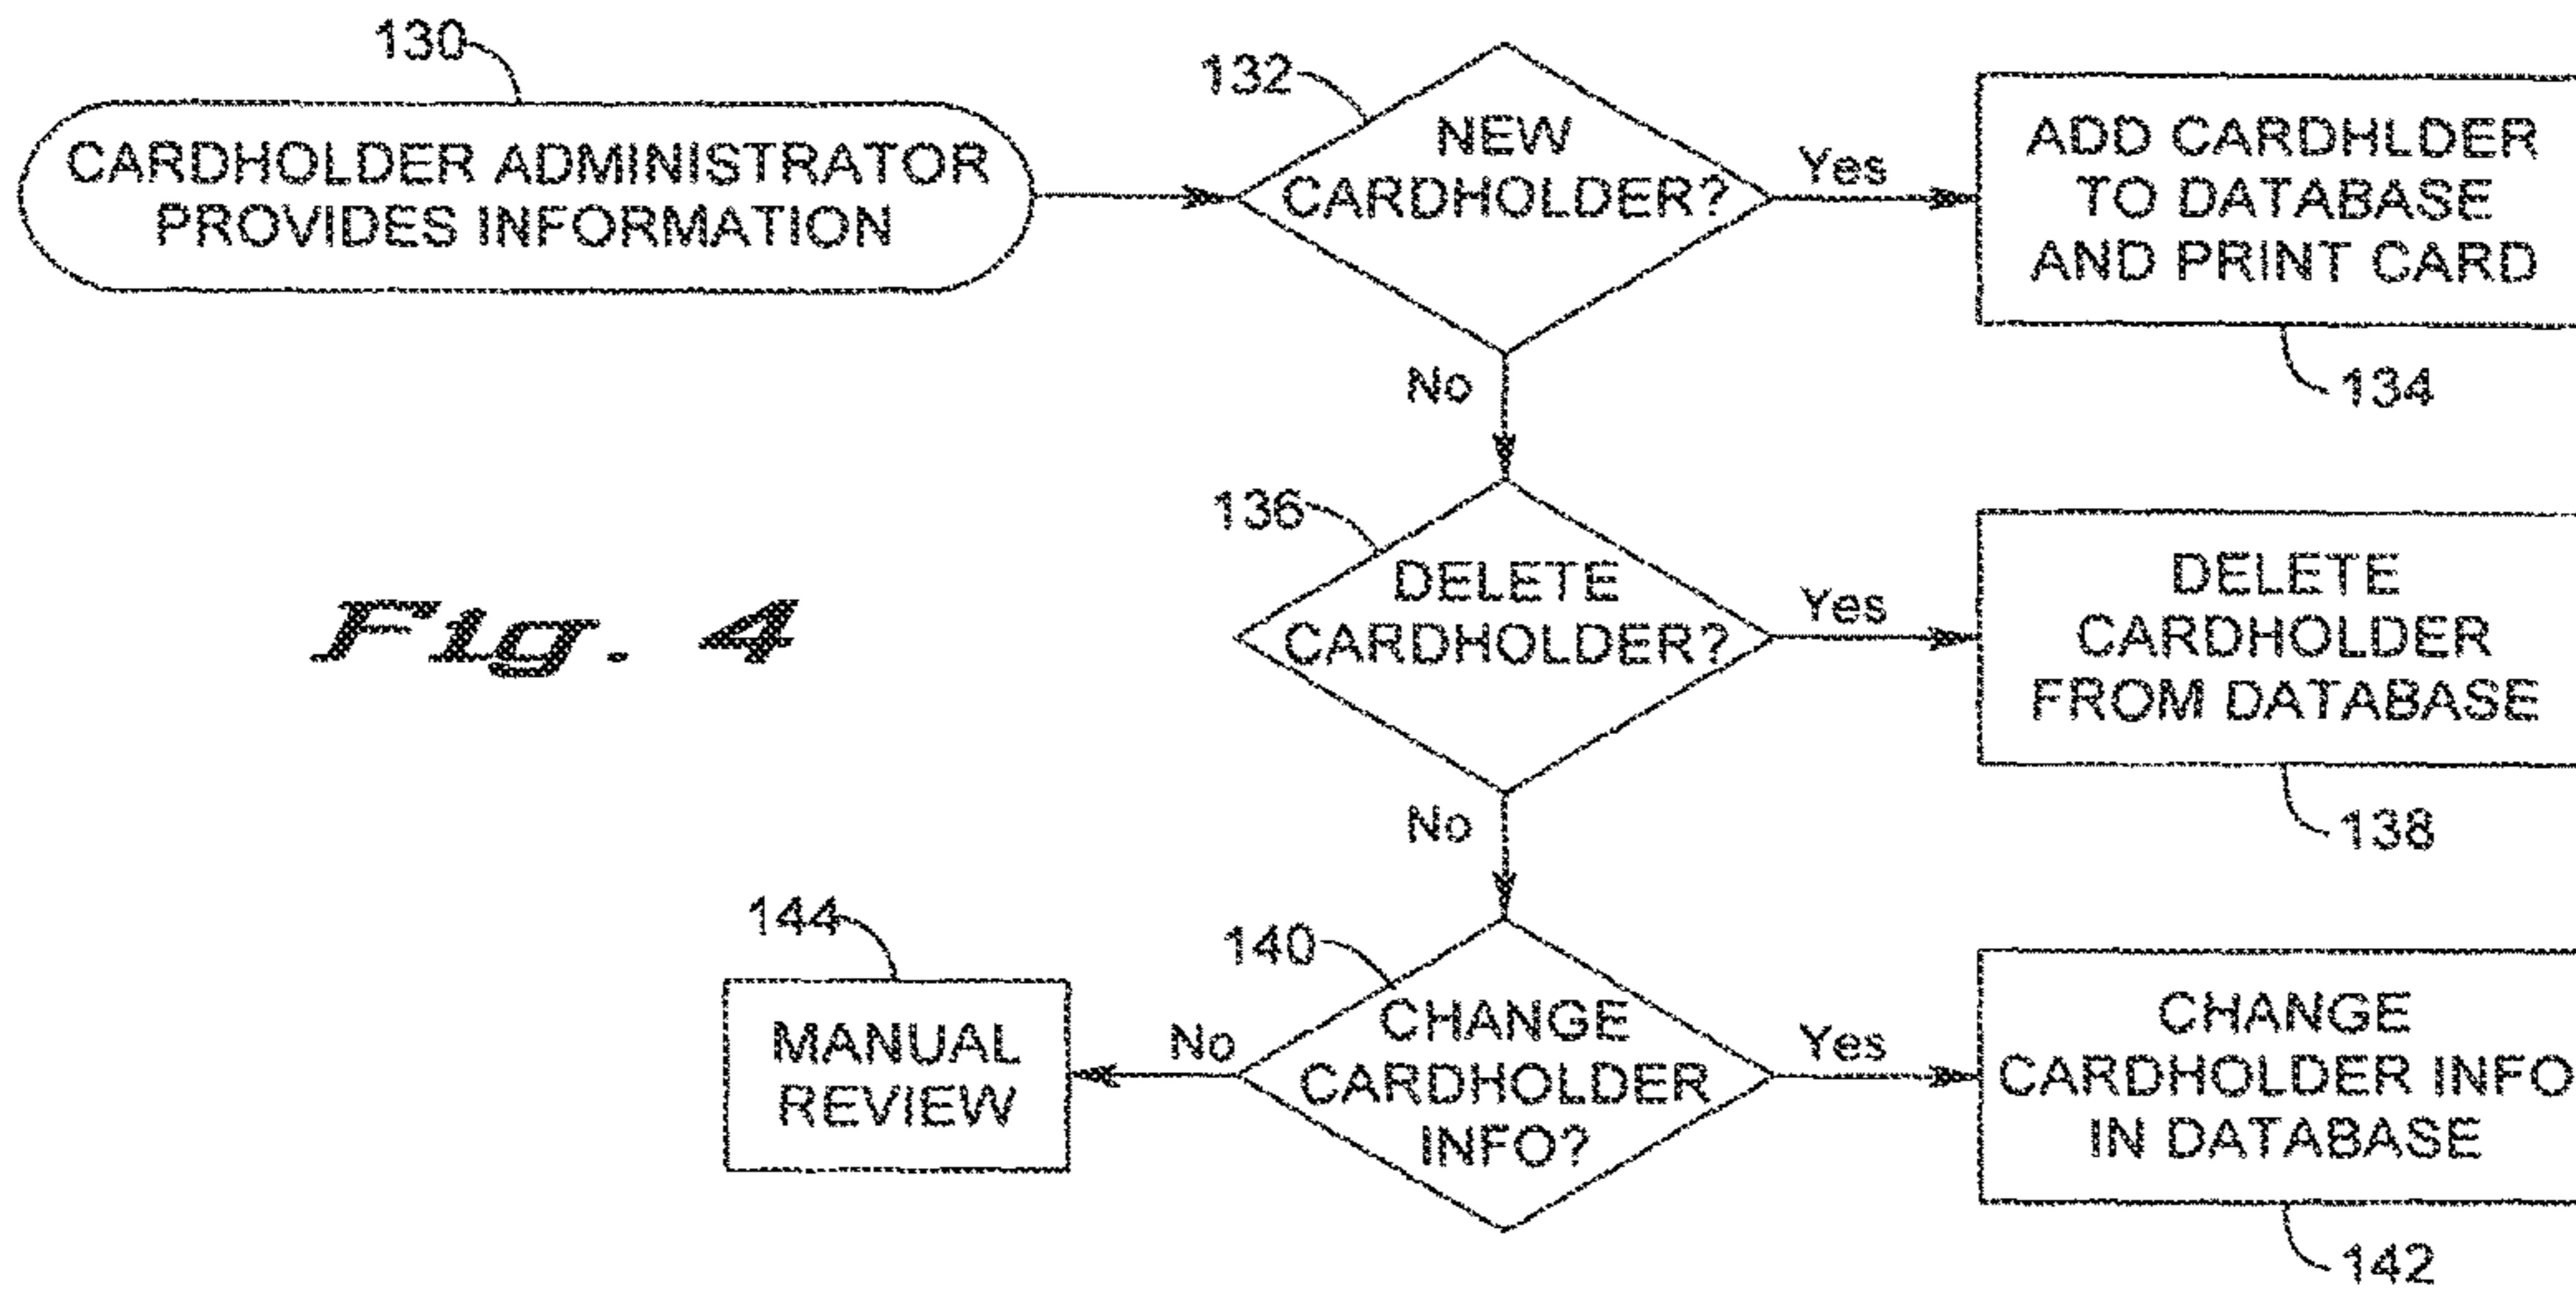 130
CARDHOLDER ADMINISTRATOR
PROVIDES INFORMATION
132
NEW
CARDHOLDER?
Yes
ADD CARDHLDER
TO DATABASE
AND PRINT CARD
134
No
136
DELETE
CARDHOLDER?
Yes
DELETE
CARDHOLDER
FROM DATABASE
138
Fig. 4
No
140
CHANGE
CARDHOLDER
INFO?
Yes
CHANGE
CARDHOLDER INFO
IN DATABASE
142
No
144
MANUAL
REVIEW